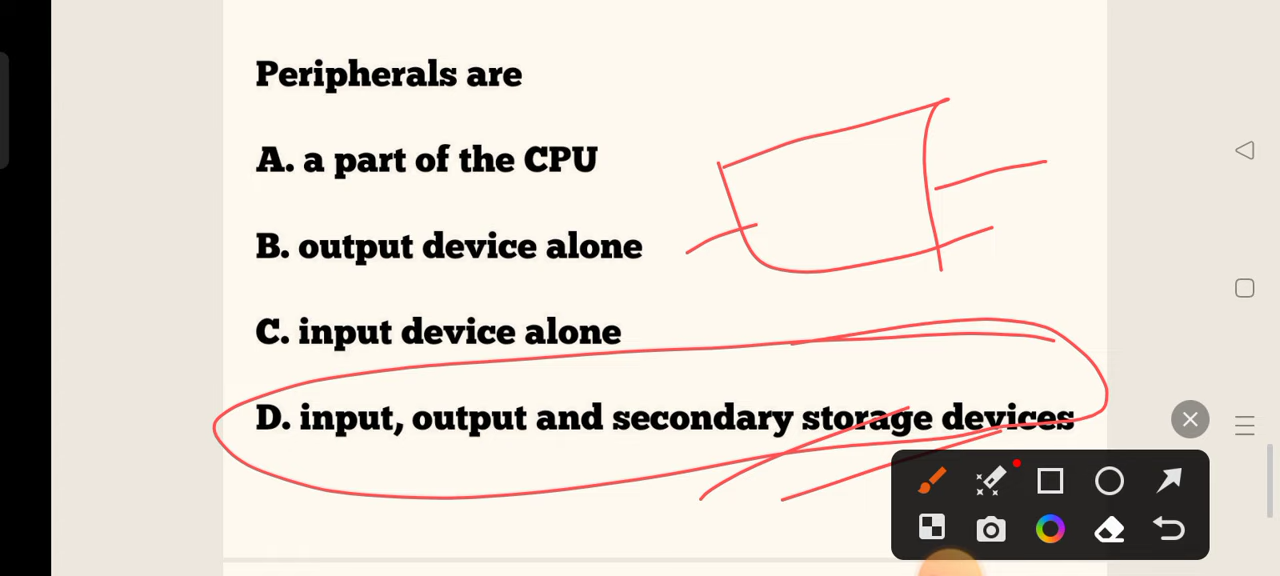 Peripherals are
A. a part of the CPU
B. output device alone
C. input device alone
D. input, output and secondary storage devices